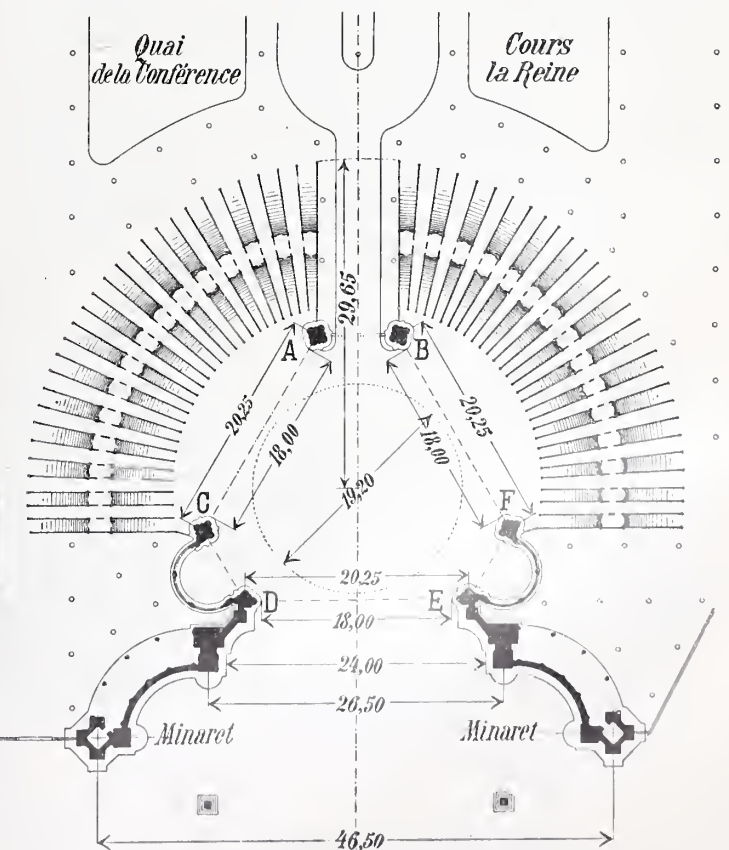 Quai
de la Conférence
Cours
la Reine
29,65
A
B
20,25
18,00
18,00
20,25
19,20
C
F
20,25
D
E
18,00
24,00
26,50
Minaret
Minaret
46,50